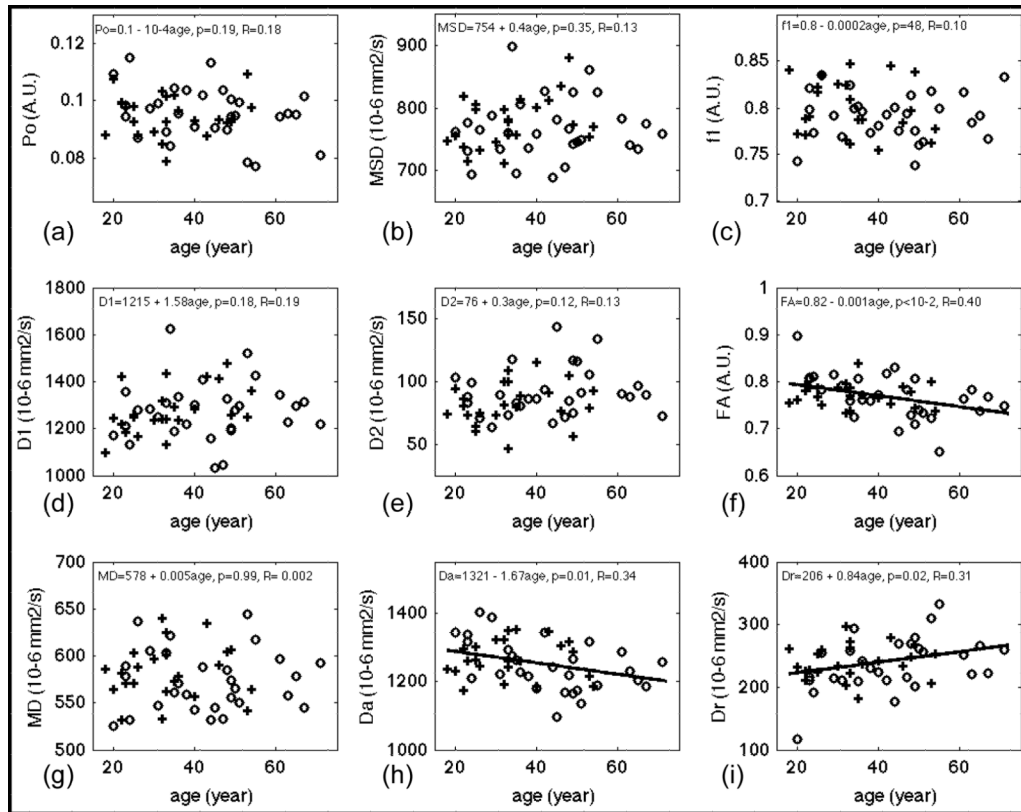 Po=0.1 - 10-4age, p=0.19, R=0.18
0.12
0.1
0.08
Po (A.U.)
20 40 60
age (year)
(a)
MSD=754 + 0.4age, p=0.35, R=0.13
900
800
700
MSD (10-6 mm2/s)
20 40 60
age (year)
(b)
f1=0.8 - 0.0002age, p=48, R=0.10
0.85
0.8
0.75
0.7
f1 (A.U.)
20 40 60
age (year)
(c)
D1=1215 + 1.58age, p=0.18, R=0.19
1800
1600
1400
1200
1000
D1 (10-6 mm2/s)
20 40 60
age (year)
(d)
D2=76 + 0.3age, p=0.12, R=0.13
150
100
50
D2 (10-6 mm2/s)
20 40 60
age (year)
(e)
FA=0.82 - 0.001age, p<10-2, R=0.40
1
0.9
0.8
0.7
0.6
FA (A.U.)
20 40 60
age (year)
(f)
MD=578 + 0.005age, p=0.99, R= 0.002
700
650
600
550
500
MD (10-6 mm2/s)
20 40 60
age (year)
(g)
Da=1321 - 1.67age, p=0.01, R=0.34
1400
1200
1000
Da (10-6 mm2/s)
20 40 60
age (year)
(h)
Dr=206 + 0.84age, p=0.02, R=0.31
400
300
200
100
Dr (10-6 mm2/s)
20 40 60
age (year)
(i)